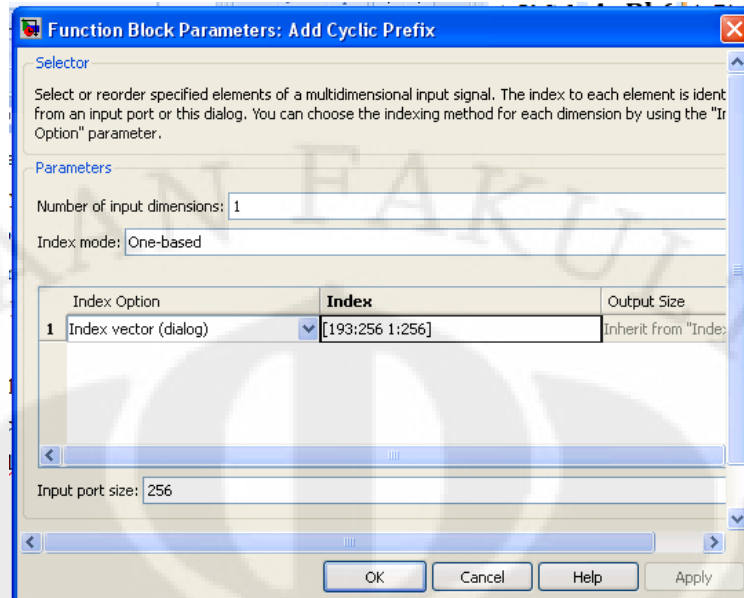 Function Block Parameters: Add Cyclic Prefix
Selector
Select or reorder specified elements of a multidimensional input signal. The index to each element is ident
from an input port or this dialog. You can choose the indexing method for each dimension by using the "Ir
Option" parameter.
Parameters
Number of input dimensions: 1
Index mode: One-based
Index Option Index Output Size
1 Index vector (dialog) [193:256 1:256] Inherit from "Inde
Input port size: 256
OK Cancel Help Apply
AAN FAKULT